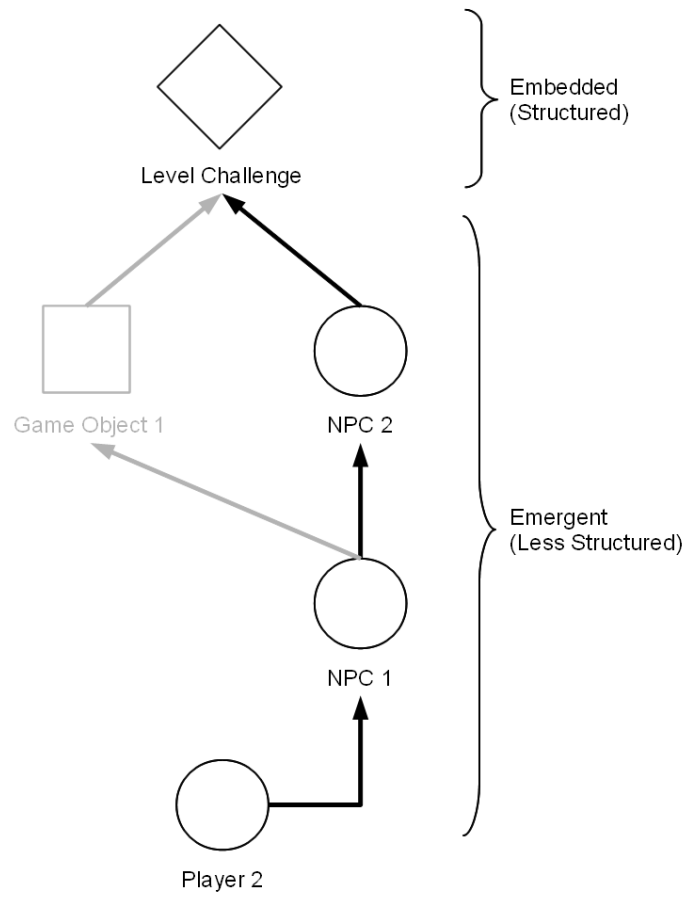 Embedded
(Structured)
Level Challenge
Game Object 1
NPC 2
Emergent
(Less Structured)
NPC 1
Player 2